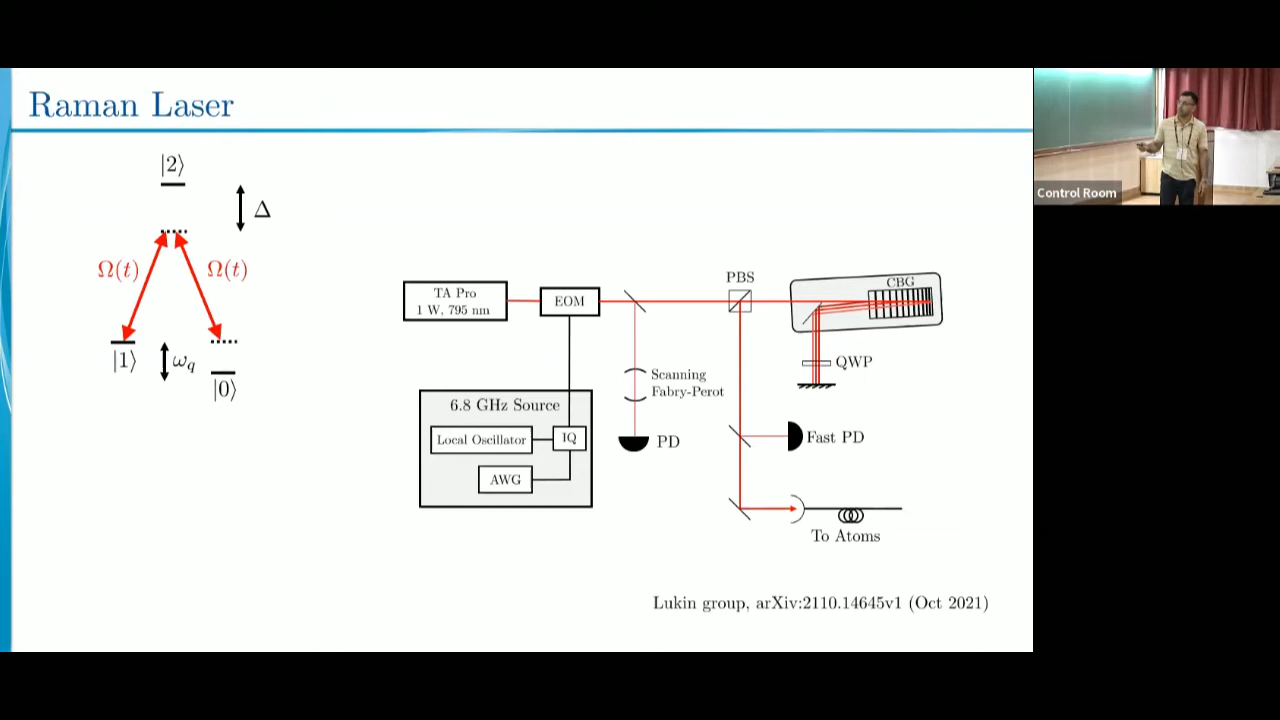 Raman Laser
|2⟩
Δ
Ω(t)
Ω(t)
|1⟩
ω_q
|0⟩
TA Pro
1 W, 795 nm
EOM
PBS
CBG
QWP
Scanning
Fabry-Perot
6.8 GHz Source
Local Oscillator
IQ
AWG
PD
Fast PD
To Atoms
Lukin group, arXiv:2110.14645v1 (Oct 2021)
Control Room